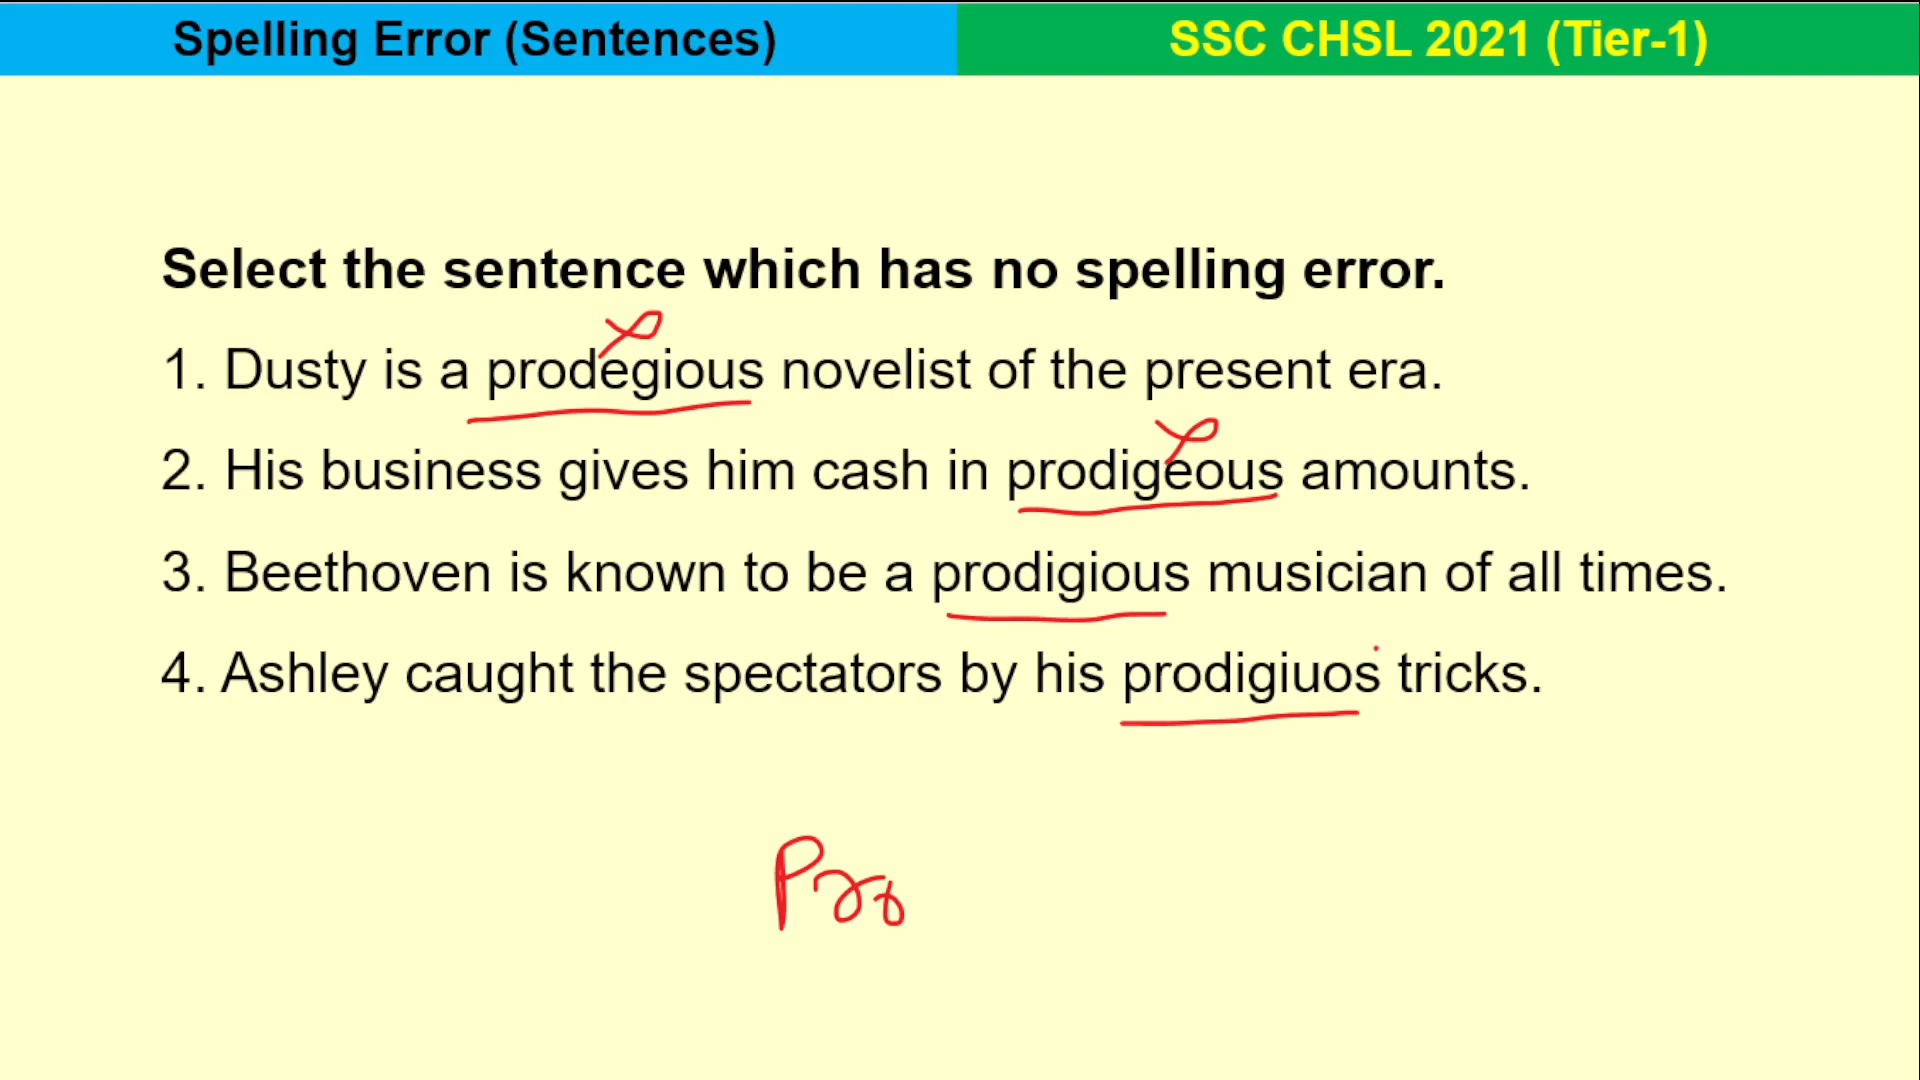 Spelling Error (Sentences)
SSC CHSL 2021 (Tier-1)
Select the sentence which has no spelling error.
1. Dusty is a prodegious novelist of the present era.
2. His business gives him cash in prodigeous amounts.
3. Beethoven is known to be a prodigious musician of all times.
4. Ashley caught the spectators by his prodigiuos tricks.
Pro